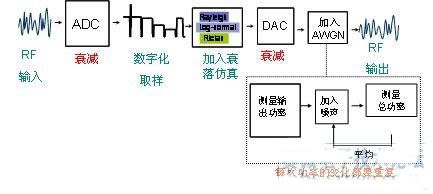 ADC
Rayleigh
log-normal
Rician
DAC
加入
AWGN
RF
输入
衰减
数字化
取样
加入衰
落仿真
衰减
RF
输出
测量输
出功率
加入
噪声
测量
总功率
平均